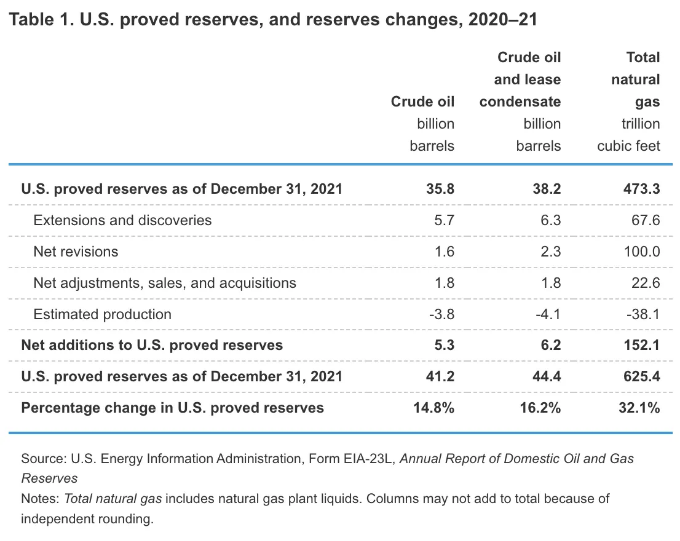 Table 1. U.S. proved reserves, and reserves changes, 2020–21
Crude oil billion barrels
Crude oil and lease condensate billion barrels
Total natural gas trillion cubic feet
U.S. proved reserves as of December 31, 2021 35.8 38.2 473.3
Extensions and discoveries 5.7 6.3 67.6
Net revisions 1.6 2.3 100.0
Net adjustments, sales, and acquisitions 1.8 1.8 22.6
Estimated production -3.8 -4.1 -38.1
Net additions to U.S. proved reserves 5.3 6.2 152.1
U.S. proved reserves as of December 31, 2021 41.2 44.4 625.4
Percentage change in U.S. proved reserves 14.8% 16.2% 32.1%
Source: U.S. Energy Information Administration, Form EIA-23L, Annual Report of Domestic Oil and Gas
Reserves
Notes: Total natural gas includes natural gas plant liquids. Columns may not add to total because of
independent rounding.